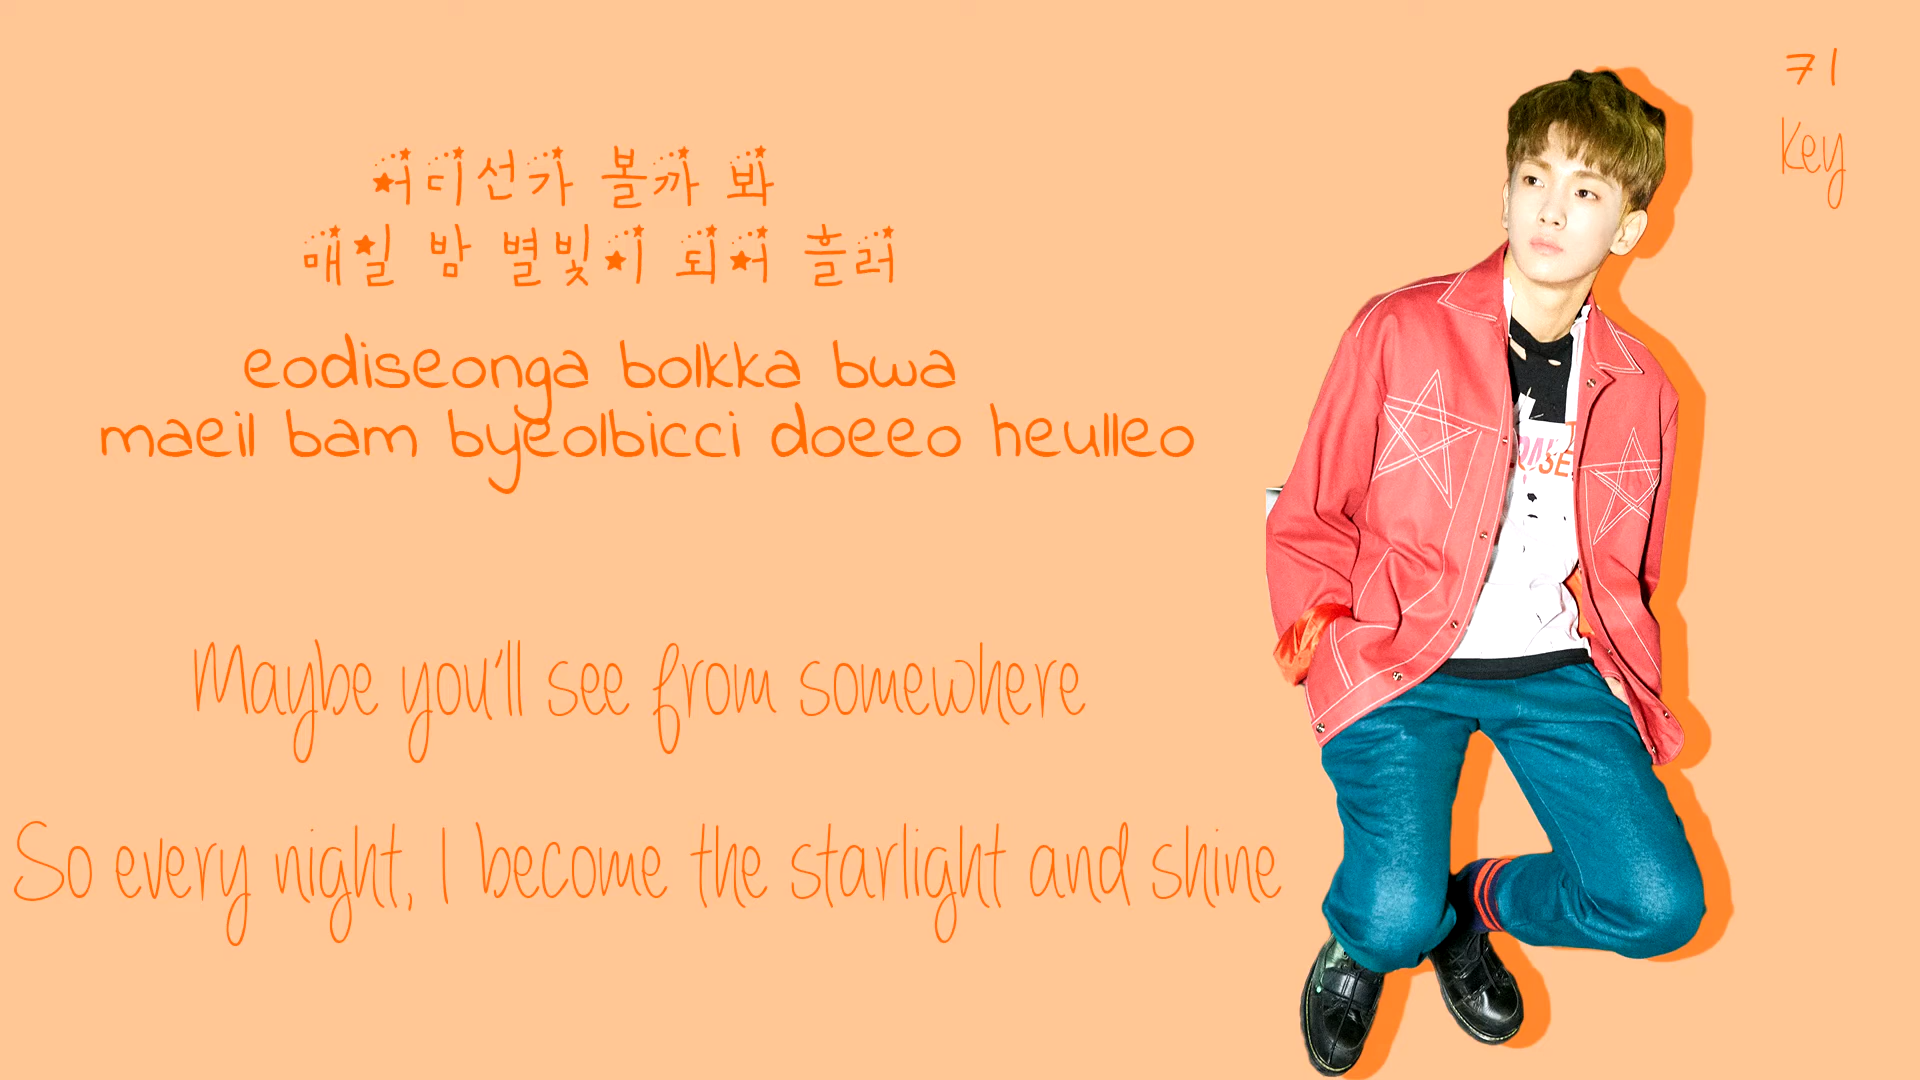 어디선가 볼까 봐
매일 밤 별빛이 되어 흘러
eodiseonga bolkka bwa
maeil bam byeolbicci doeeo heulleo
Maybe you'll see from somewhere
So every night, I become the starlight and shine
키
Key